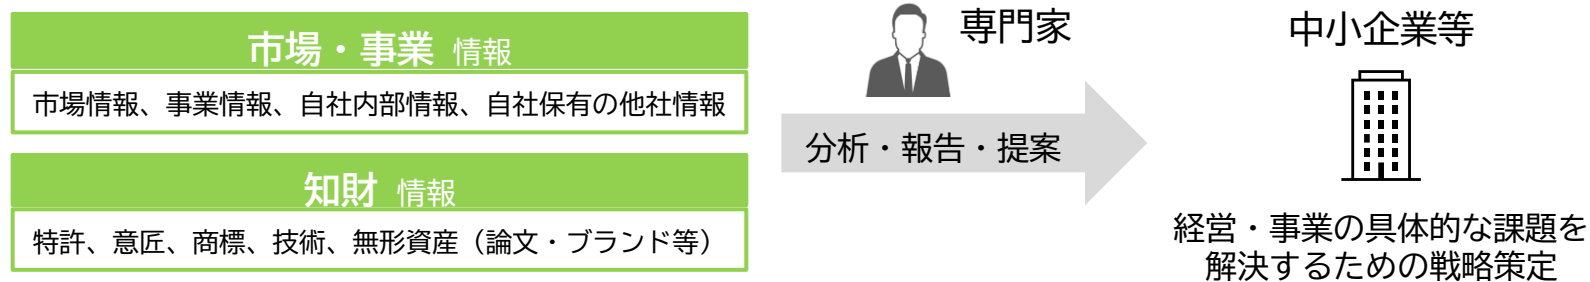 市場・事業 情報
市場情報、事業情報、自社内部情報、自社保有の他社情報
知財 情報
特許、意匠、商標、技術、無形資産（論文・ブランド等）
専門家
分析・報告・提案
中小企業等
経営・事業の具体的な課題を
解決するための戦略策定